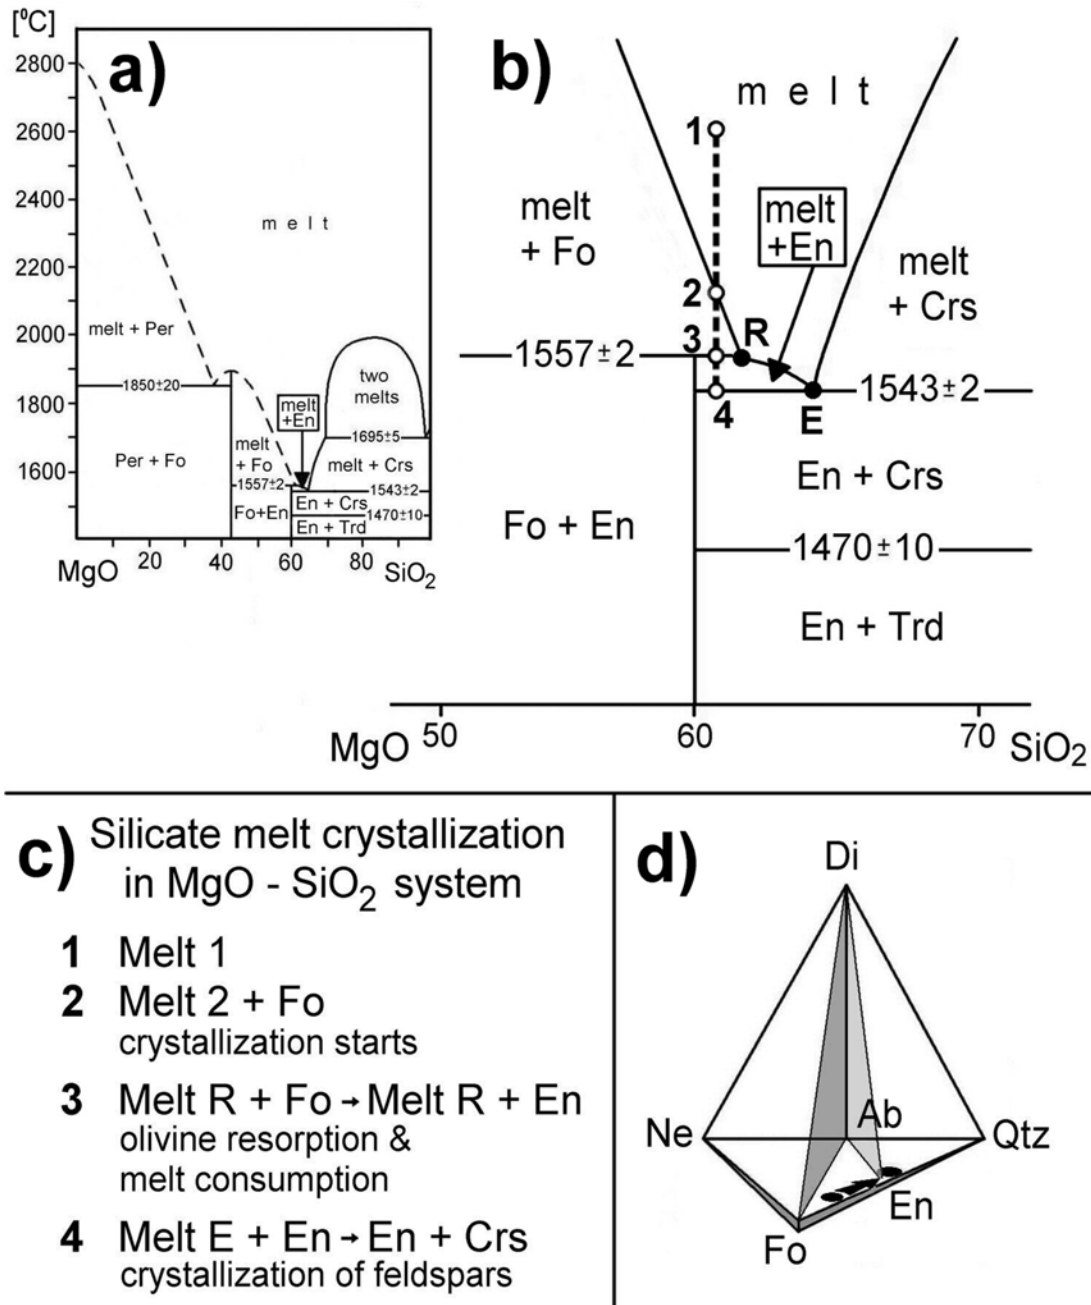 [⁰C]
a)
2800
2600
2400
2200
2000
1800
1600
melt
melt + Per
1850±20
Per + Fo
melt
+ Fo
1557±2
Fo+En
melt
+En
two
melts
1695±5
melt + Crs
1543±2
En + Crs
1470±10
En + Trd
MgO
20
40
60
80
SiO₂
b)
melt
1
melt
+ Fo
melt
+En
melt
+ Crs
2
R
3
1557±2
4
E
1543±2
En + Crs
Fo + En
1470±10
En + Trd
MgO
50
60
70
SiO₂
c)
Silicate melt crystallization
in MgO - SiO₂ system
1 Melt 1
2 Melt 2 + Fo
crystallization starts
3 Melt R + Fo → Melt R + En
olivine resorption &
melt consumption
4 Melt E + En → En + Crs
crystallization of feldspars
d)
Di
Ne
Ab
Qtz
En
Fo